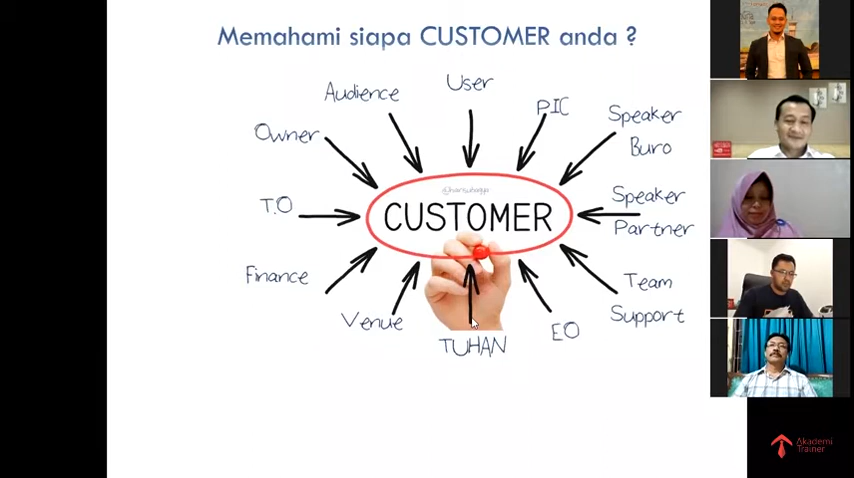 Memahami siapa CUSTOMER anda ?
User
Audience
PIC
Speaker
Buro
Owner
T.O
Speaker
Partner
CUSTOMER
Finance
Team
Support
Venue
EO
TUHAN
Akademi
Trainer